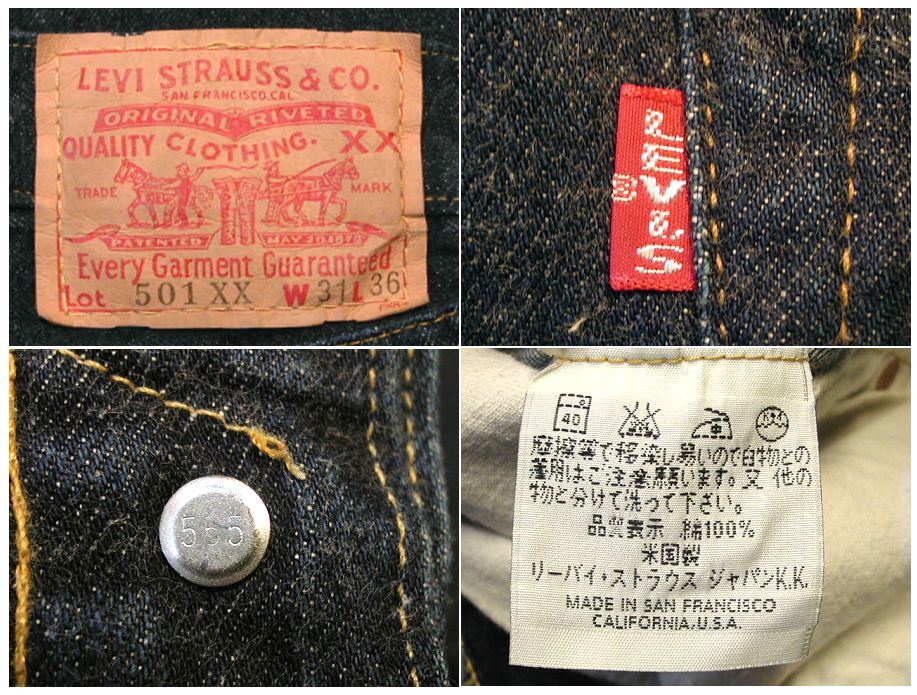 LEVI STRAUSS & CO.
SAN FRANCISCO, CAL
ORIGINAL RIVETED
QUALITY CLOTHING. XX
TRADE MARK
PATENTED MAY 20 1873
Every Garment Guaranteed
Lot 501 XX W 31 L 36
LEVI'S
®
555
40
摩擦等で移染し易いので白物との
着用はご注意願います。又 他の
物と分けて洗って下さい。
品質表示 綿100%
米国製
リーバイ・ストラウス ジャパンK.K.
MADE IN SAN FRANCISCO
CALIFORNIA,U.S.A.